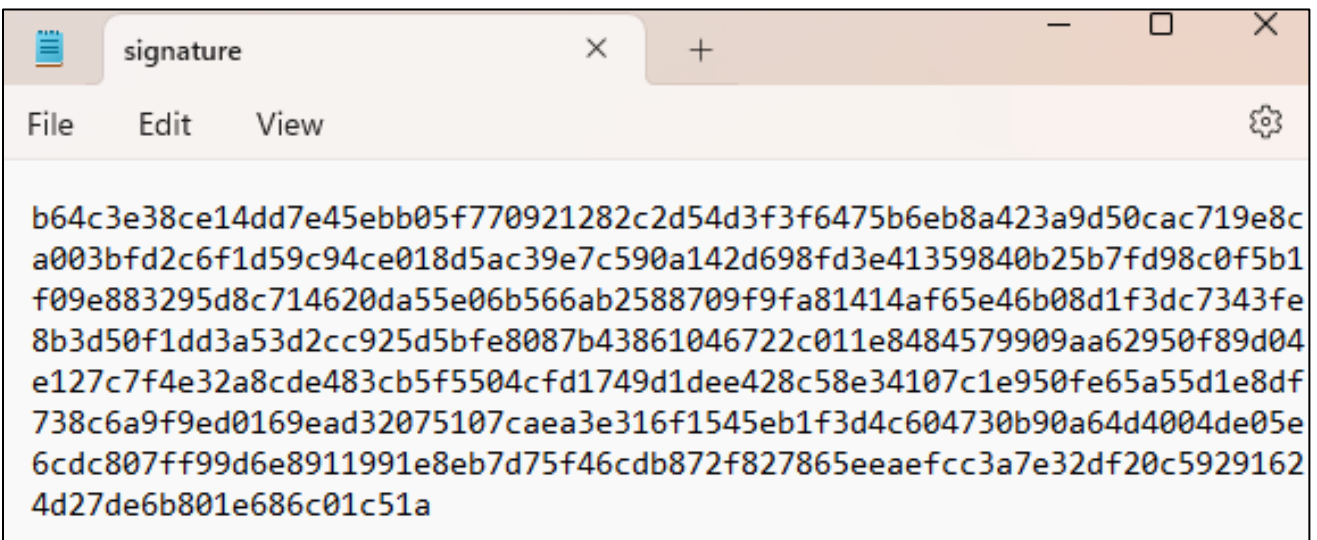 signature
File Edit View
b64c3e38ce14dd7e45ebb05f770921282c2d54d3f3f6475b6eb8a423a9d50cac719e8c
a003bfd2c6f1d59c94ce018d5ac39e7c590a142d698fd3e41359840b25b7fd98c0f5b1
f09e883295d8c714620da55e06b566ab2588709f9fa81414af65e46b08d1f3dc7343fe
8b3d50f1dd3a53d2cc925d5bfe8087b43861046722c011e8484579909aa62950f89d04
e127c7f4e32a8cde483cb5f5504cfd1749d1dee428c58e34107c1e950fe65a55d1e8df
738c6a9f9ed0169ead32075107caea3e316f1545eb1f3d4c604730b90a64d4004de05e
6cdc807ff99d6e8911991e8eb7d75f46cdb872f827865eeaefcc3a7e32df20c5929162
4d27de6b801e686c01c51a